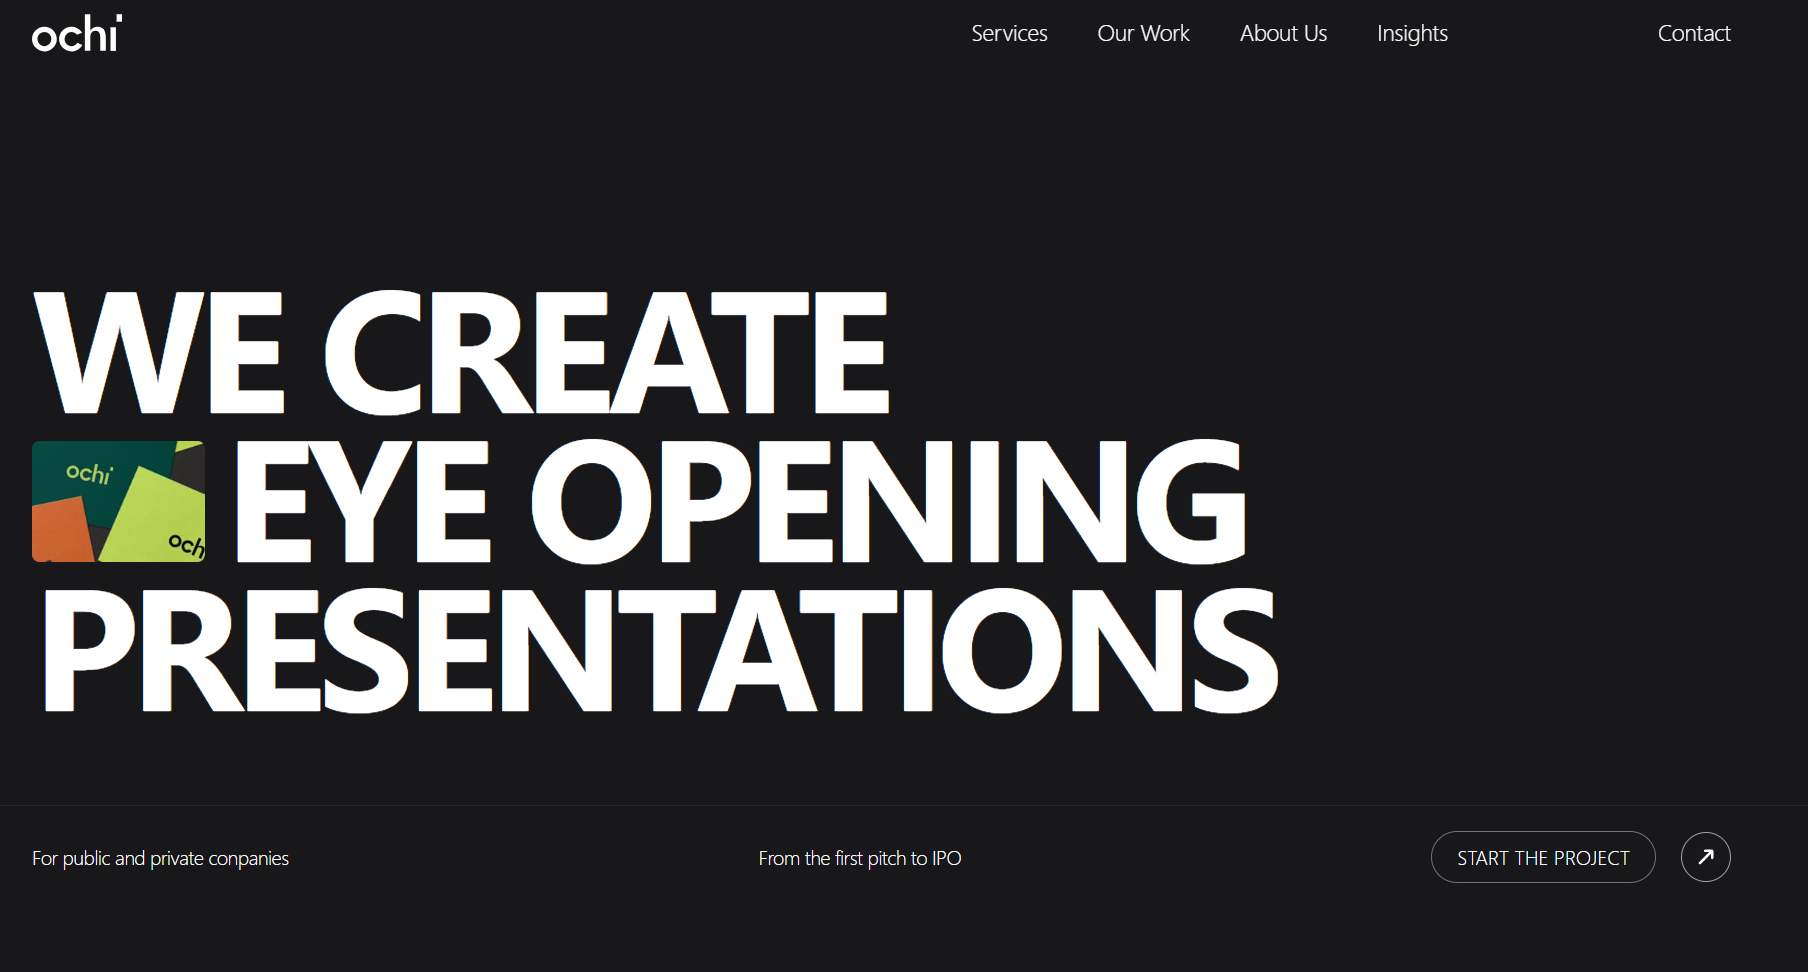 ochi
Services Our Work About Us Insights Contact
WE CREATE
ochi
och
EYE OPENING
PRESENTATIONS
For public and private conpanies
From the first pitch to IPO
START THE PROJECT